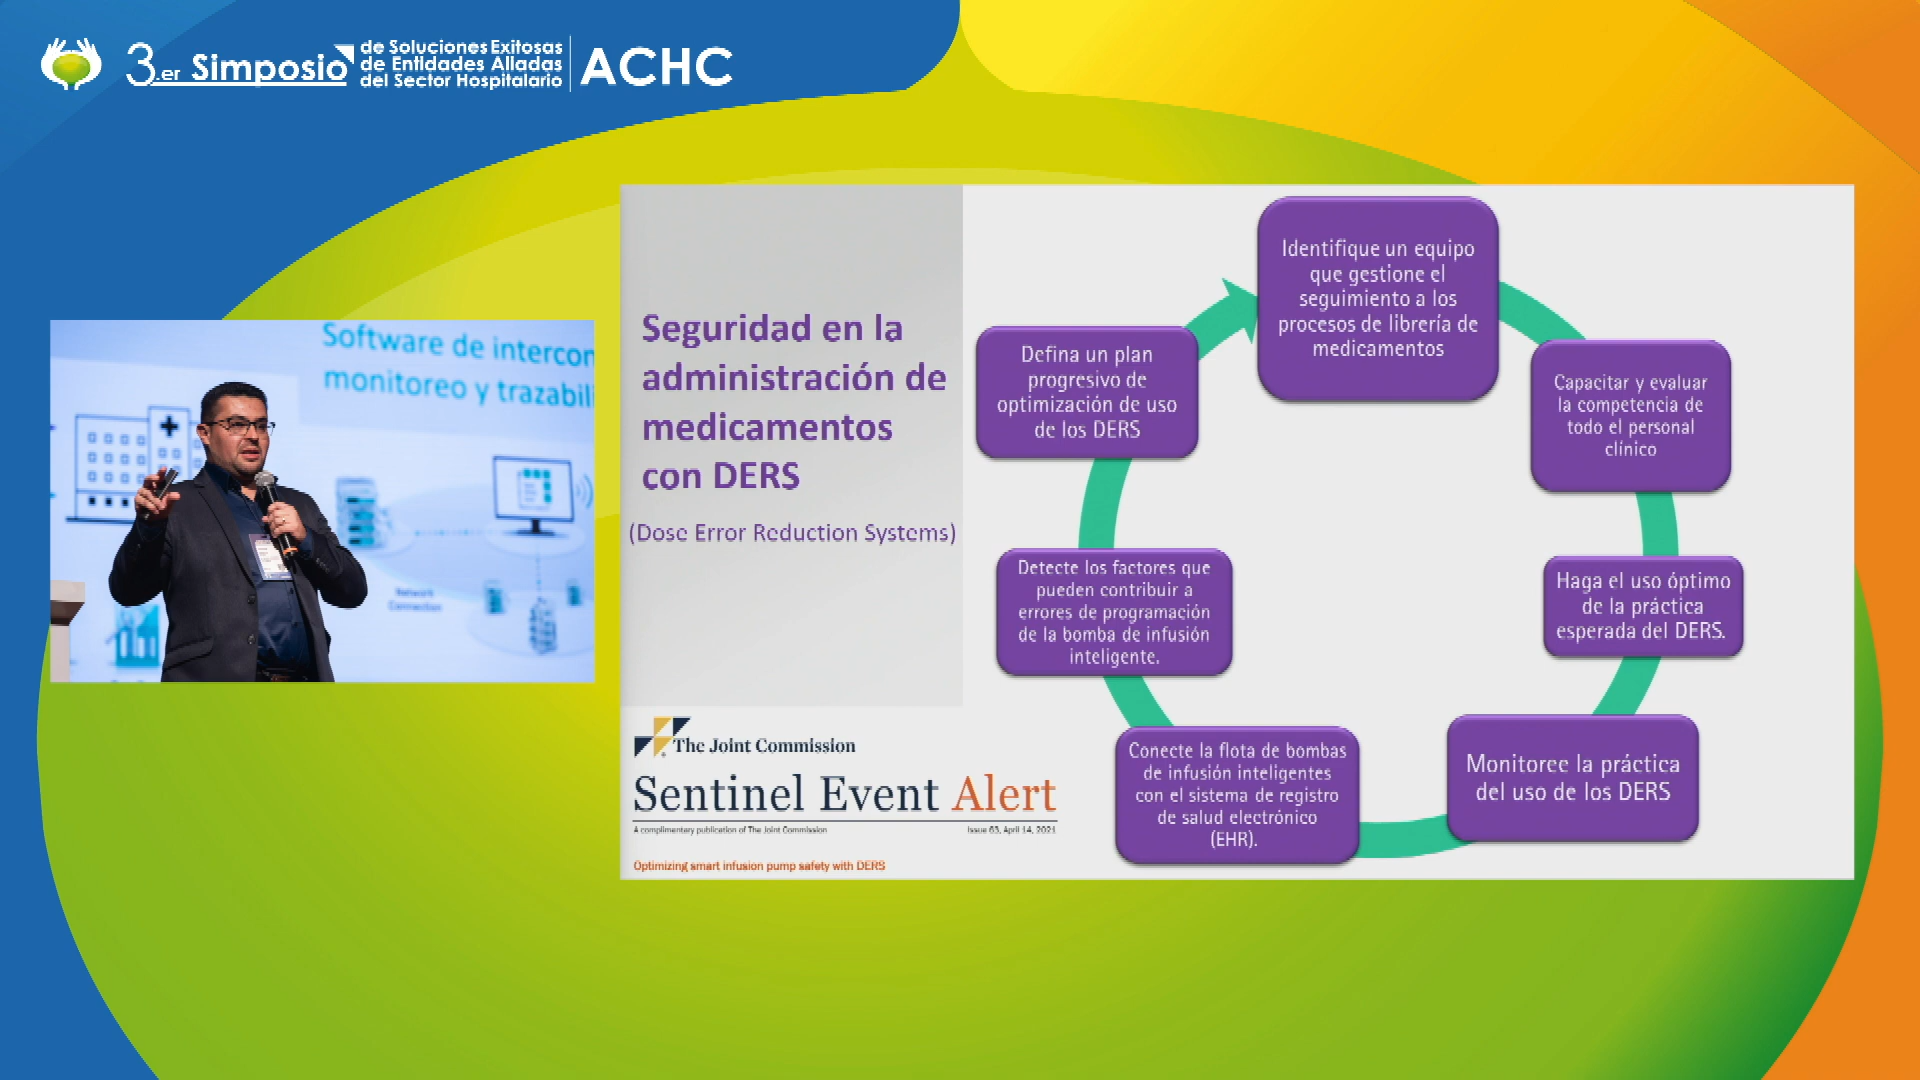 3.er Simposio
de Soluciones Exitosas
de Entidades Aliadas
del Sector Hospitalario
ACHC
Software de intercon
monitoreo y trazabili
Network
Connection
Seguridad en la
administración de
medicamentos
con DERS
(Dose Error Reduction Systems)
The Joint Commission
Sentinel Event Alert
A complimentary publication of The Joint Commission
Issue 63, April 14, 2021
Optimizing smart infusion pump safety with DERS
Identifique un equipo
que gestione el
seguimiento a los
procesos de librería de
medicamentos
Capacitar y evaluar
la competencia de
todo el personal
clínico
Haga el uso óptimo
de la práctica
esperada del DERS.
Monitoree la práctica
del uso de los DERS
Conecte la flota de bombas
de infusión inteligentes
con el sistema de registro
de salud electrónico
(EHR).
Detecte los factores que
pueden contribuir a
errores de programación
de la bomba de infusión
inteligente.
Defina un plan
progresivo de
optimización de uso
de los DERS